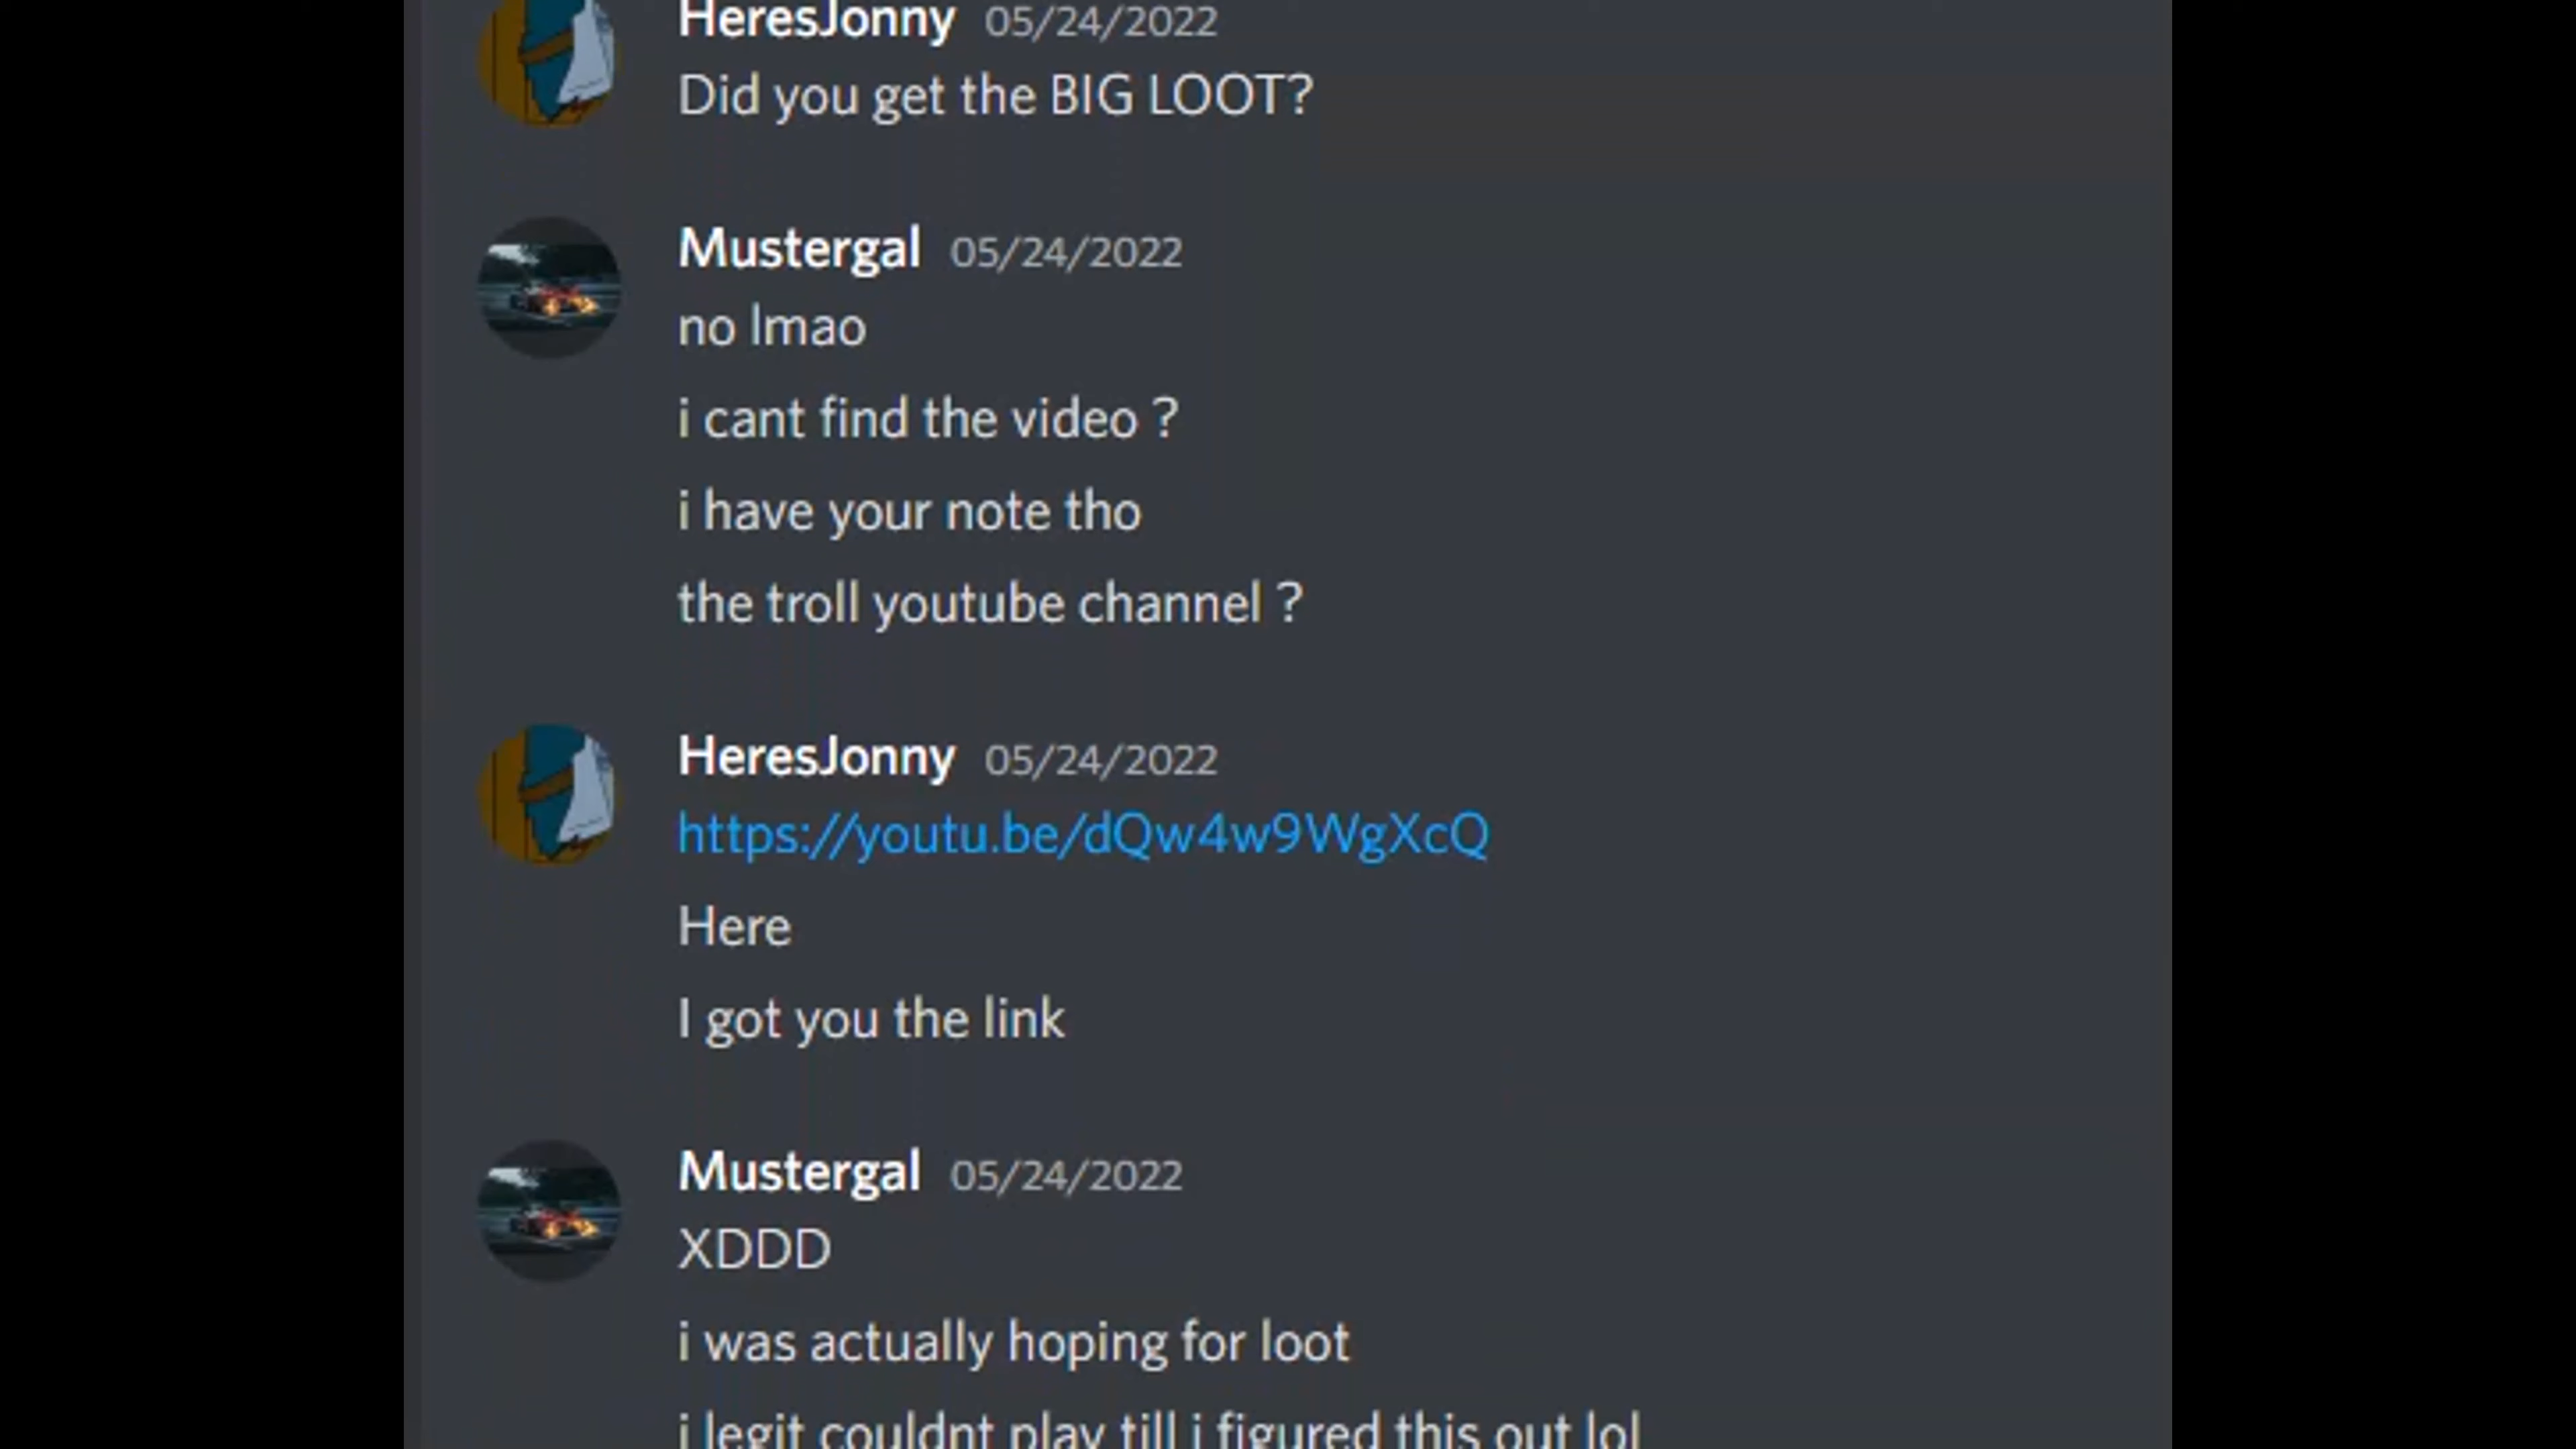 HeresJonny 05/24/2022
Did you get the BIG LOOT?
Mustergal 05/24/2022
no lmao
i cant find the video ?
i have your note tho
the troll youtube channel ?
HeresJonny 05/24/2022
https://youtu.be/dQw4w9WgXcQ
Here
I got you the link
Mustergal 05/24/2022
XDDD
i was actually hoping for loot
i legit couldnt play till i figured this out lol